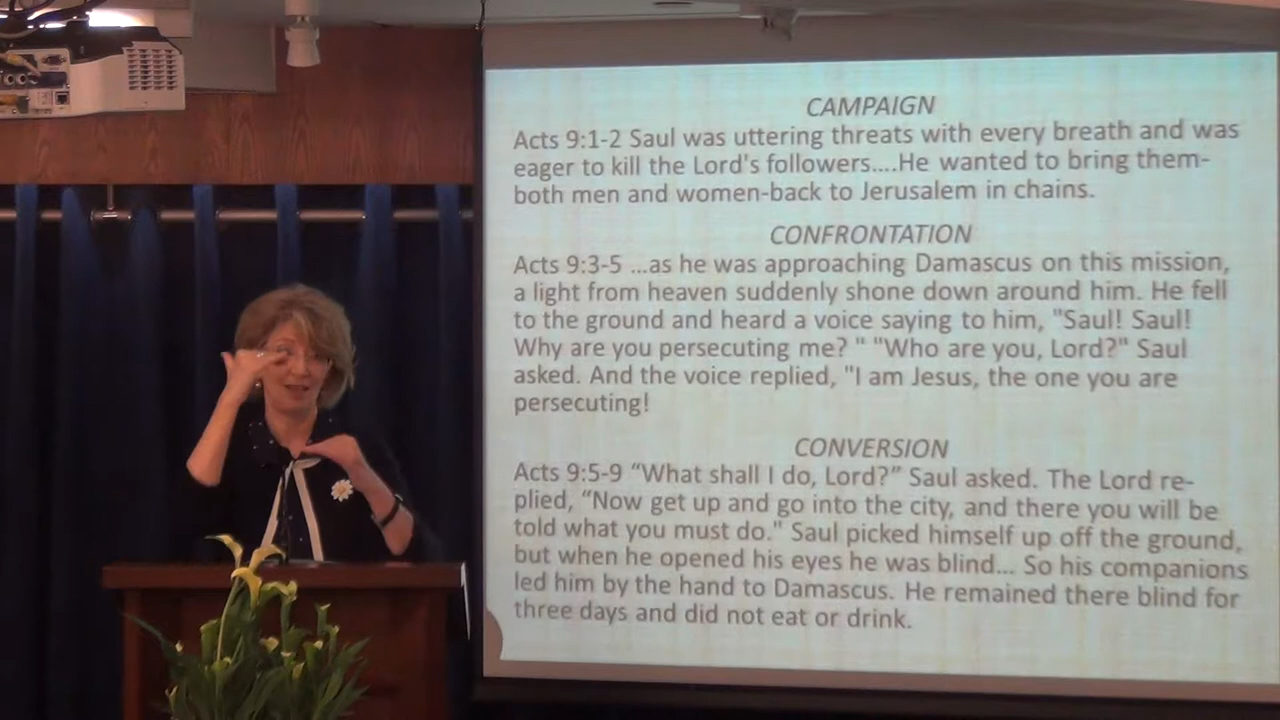 CAMPAIGN
Acts 9:1-2 Saul was uttering threats with every breath and was
eager to kill the Lord's followers....He wanted to bring them-
both men and women-back to Jerusalem in chains.
CONFRONTATION
Acts 9:3-5 ...as he was approaching Damascus on this mission,
a light from heaven suddenly shone down around him. He fell
to the ground and heard a voice saying to him, "Saul! Saul!
Why are you persecuting me? " "Who are you, Lord?" Saul
asked. And the voice replied, "I am Jesus, the one you are
persecuting!
CONVERSION
Acts 9:5-9 “What shall I do, Lord?” Saul asked. The Lord re-
plied, “Now get up and go into the city, and there you will be
told what you must do." Saul picked himself up off the ground,
but when he opened his eyes he was blind... So his companions
led him by the hand to Damascus. He remained there blind for
three days and did not eat or drink.